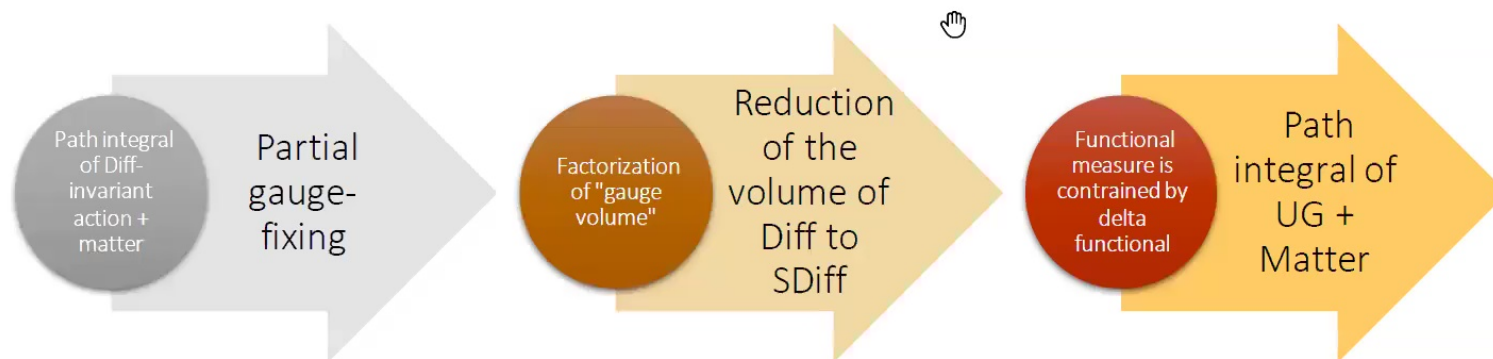 Path integral
of Diff-
invariant
action +
matter
Partial
gauge-
fixing
Factorization
of "gauge
volume"
Reduction
of the
volume of
Diff to
SDiff
Functional
measure is
contrained by
delta
functional
Path
integral of
UG +
Matter